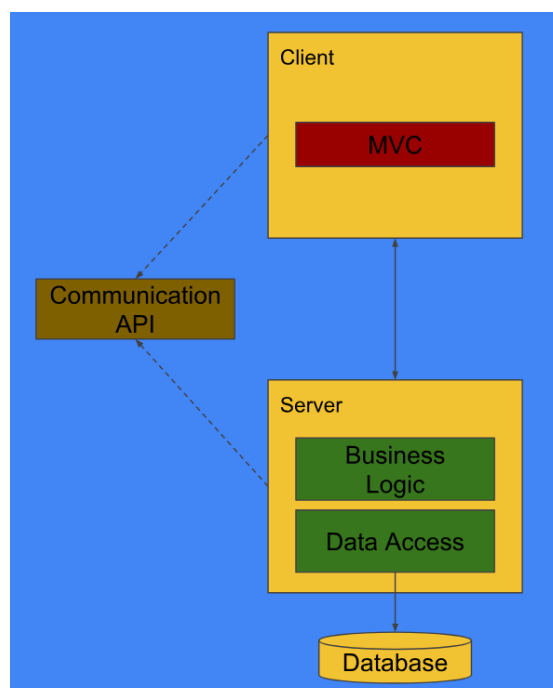 Client
MVC
Communication
API
Server
Business
Logic
Data Access
Database